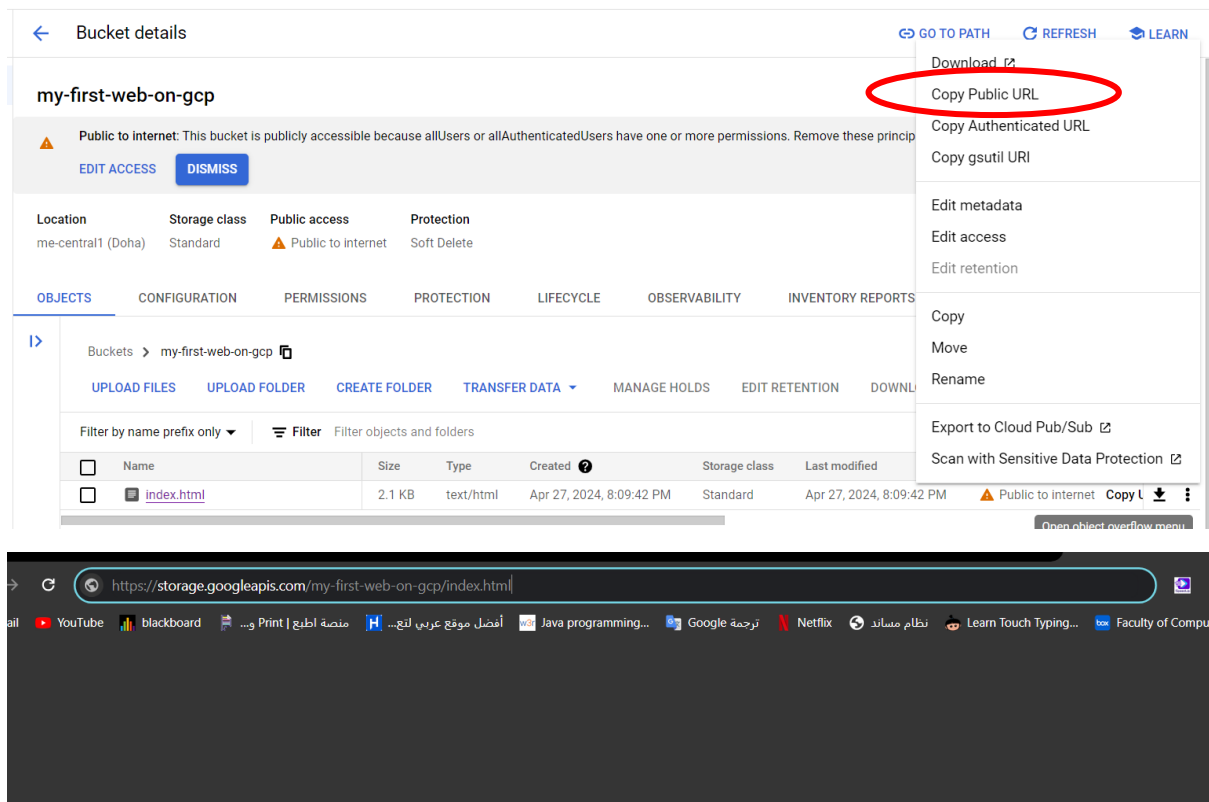 Bucket details
GO TO PATH REFRESH LEARN
my-first-web-on-gcp
Public to internet: This bucket is publicly accessible because allUsers or allAuthenticatedUsers have one or more permissions. Remove these princip
EDIT ACCESS DISMISS
Location Storage class Public access Protection
me-central1 (Doha) Standard Public to internet Soft Delete
OBJECTS CONFIGURATION PERMISSIONS PROTECTION LIFECYCLE OBSERVABILITY INVENTORY REPORTS
Buckets > my-first-web-on-gcp
UPLOAD FILES UPLOAD FOLDER CREATE FOLDER TRANSFER DATA MANAGE HOLDS EDIT RETENTION DOWNL
Filter by name prefix only Filter Filter objects and folders
Name Size Type Created Storage class Last modified
index.html 2.1 KB text/html Apr 27, 2024, 8:09:42 PM Standard Apr 27, 2024, 8:09:42 PM Public to internet Copy U
Download
Copy Public URL
Copy Authenticated URL
Copy gsutil URI
Edit metadata
Edit access
Edit retention
Copy
Move
Rename
Export to Cloud Pub/Sub
Scan with Sensitive Data Protection
Open object overflow menu
https://storage.googleapis.com/my-first-web-on-gcp/index.html
ail YouTube blackboard منصة اطبع | Print و... أفضل موقع عربي لتع... Java programming... ترجمة Google Netflix نظام مساند Learn Touch Typing... Faculty of Compu